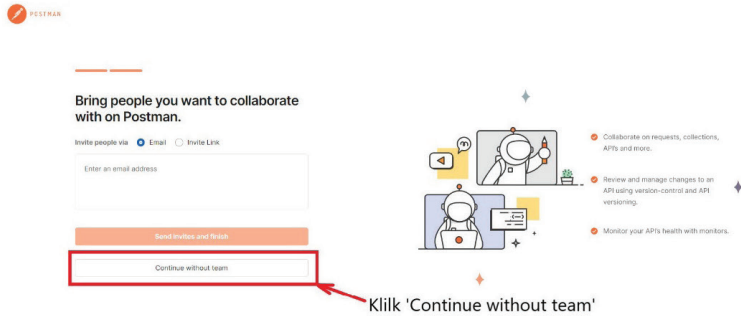 POSTMAN
Bring people you want to collaborate
with on Postman.
Invite people via Email Invite Link
Enter an email address
Send invites and finish
Continue without team
Collaborate on requests, collections,
APIs and more.
Review and manage changes to an
API using version-control and API
versioning.
Monitor your API's health with monitors.
Klilk 'Continue without team'